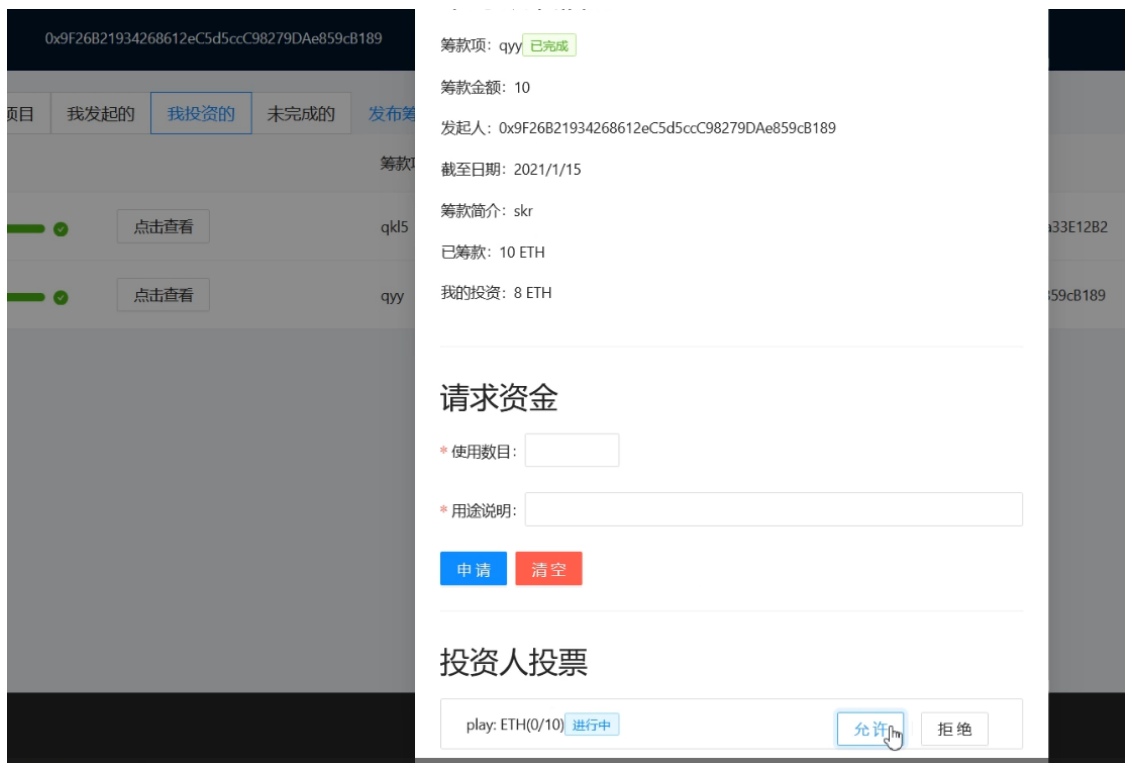 0x9F26B21934268612eC5d5ccC98279DAe859cB189
项目 我发起的 我投资的 未完成的 发布筹
筹款
点击查看 qkl5 a33E12B2
点击查看 qyy 859cB189
筹款项：qyy 已完成
筹款金额：10
发起人：0x9F26B21934268612eC5d5ccC98279DAe859cB189
截至日期：2021/1/15
筹款简介：skr
已筹款：10 ETH
我的投资：8 ETH
请求资金
* 使用数目：
* 用途说明：
申请 清空
投资人投票
play: ETH(0/10) 进行中 允许 拒绝